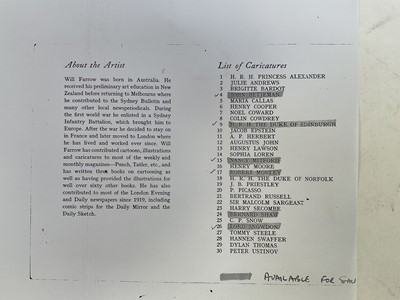 About the Artist
Will Farrow was born in Australia. He
received his preliminary art education in New
Zealand before returning to Melbourne where
he contributed to the Sydney Bulletin and
many other local newsperiodicals. During
the first world war he enlisted in a Sydney
Infantry Battalion, which brought him to
Europe. After the war he decided to stay on
in France and later moved to London where
he has lived and worked ever since. Will
Farrow has contributed cartoons, illustrations
and caricatures to most of the weekly and
monthly magazines—Punch, Tatler, etc., and
has written three books on cartooning as
well as having provided the illustrations for
well over sixty other books. He has also
contributed to most of the London Evening
and Daily newspapers since 1919, including
comic strips for the Daily Mirror and the
Daily Sketch.
List of Caricatures
1 H. R. H. PRINCESS ALEXANDER
2 JULIE ANDREWS
3 BRIGITTE BARDOT
4 JOHN BETJEMAN
5 MARIA CALLAS
6 HENRY COOPER
7 NOEL COWARD
8 COLIN COWDREY
9 H. R. H. THE DUKE OF EDINBURGH
10 JACOB EPSTEIN
11 A. P. HERBERT
12 AUGUSTUS JOHN
13 HENRY LAWSON
14 SOPHIA LOREN
15 NANCY MITFORD
16 HENRY MOORE
17 ROBERT MORLEY
18 H. R. H. THE DUKE OF NORFOLK
19 J. B. PRIESTLEY
20 P. PICASSO
21 BERTRAND RUSSELL
22 SIR MALCOLM SARGEANT
23 HARRY SECOMBE
24 BERNARD SHAW
25 C. P. SNOW
26 LORD SNOWDON
27 TOMMY STEELE
28 HANNEN SWAFFER
29 DYLAN THOMAS
30 PETER USTINOV
AVAILABLE FOR